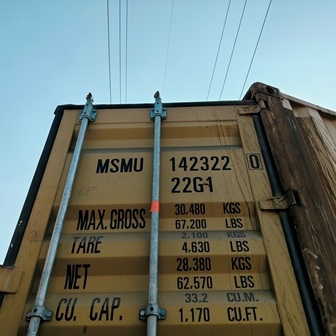 MSMU 142322 0
22G1
MAX.GROSS 30.480 KGS
67.200 LBS
TARE 2.100 KGS
4.630 LBS
NET 28.380 KGS
62.570 LBS
CU. CAP. 33.2 CU.M.
1.170 CU.FT.